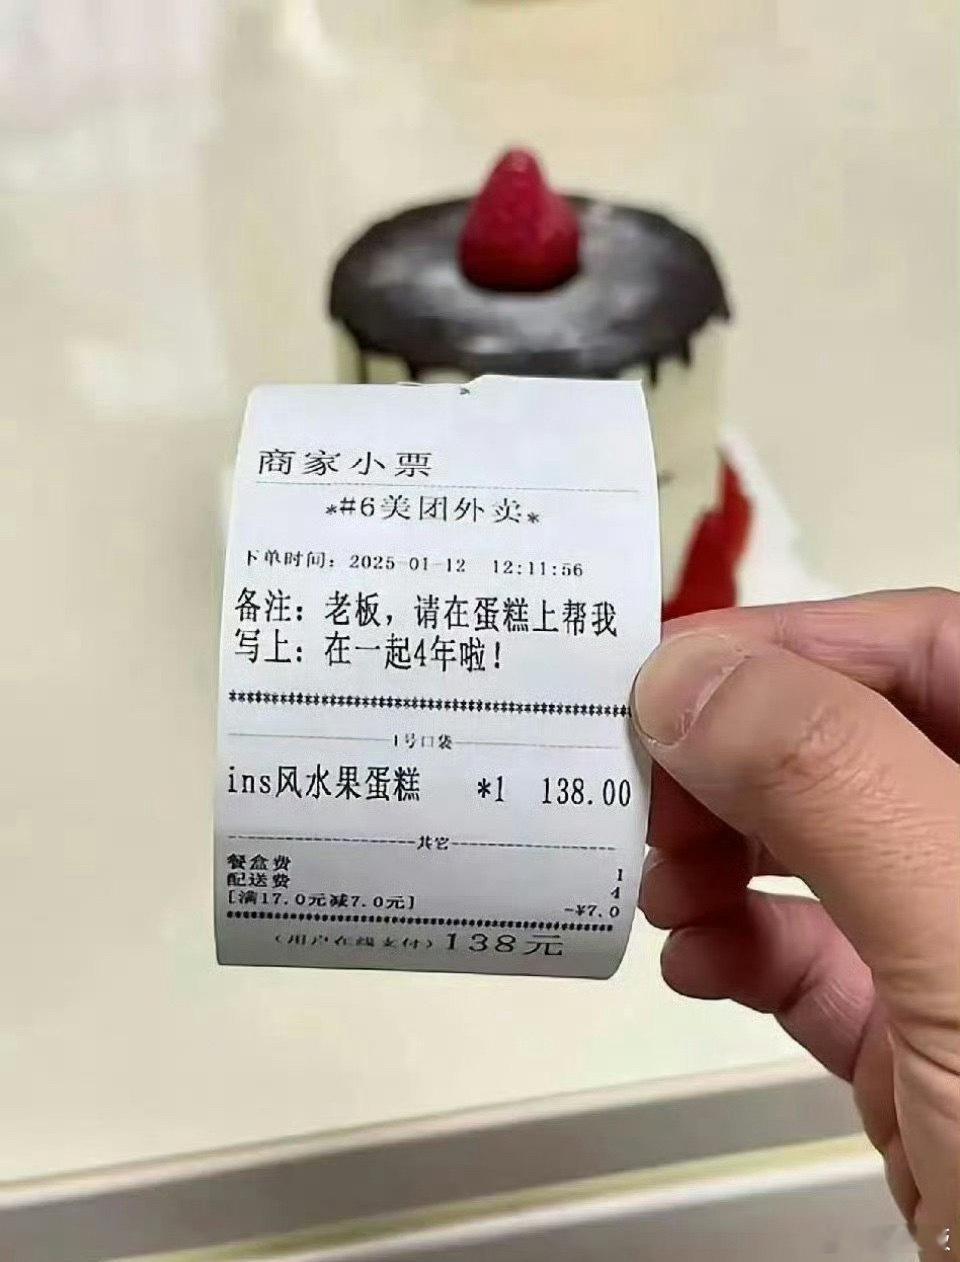 商家小票
*#6美团外卖*
下单时间：2025-01-12 12:11:56
备注：老板，请在蛋糕上帮我
写上：在一起4年啦！
1号口袋
ins风水果蛋糕 *1 138.00
其它
餐盒费 1
配送费 4
[满17.0元减7.0元] -¥7.0
(用户在线支付) 138元